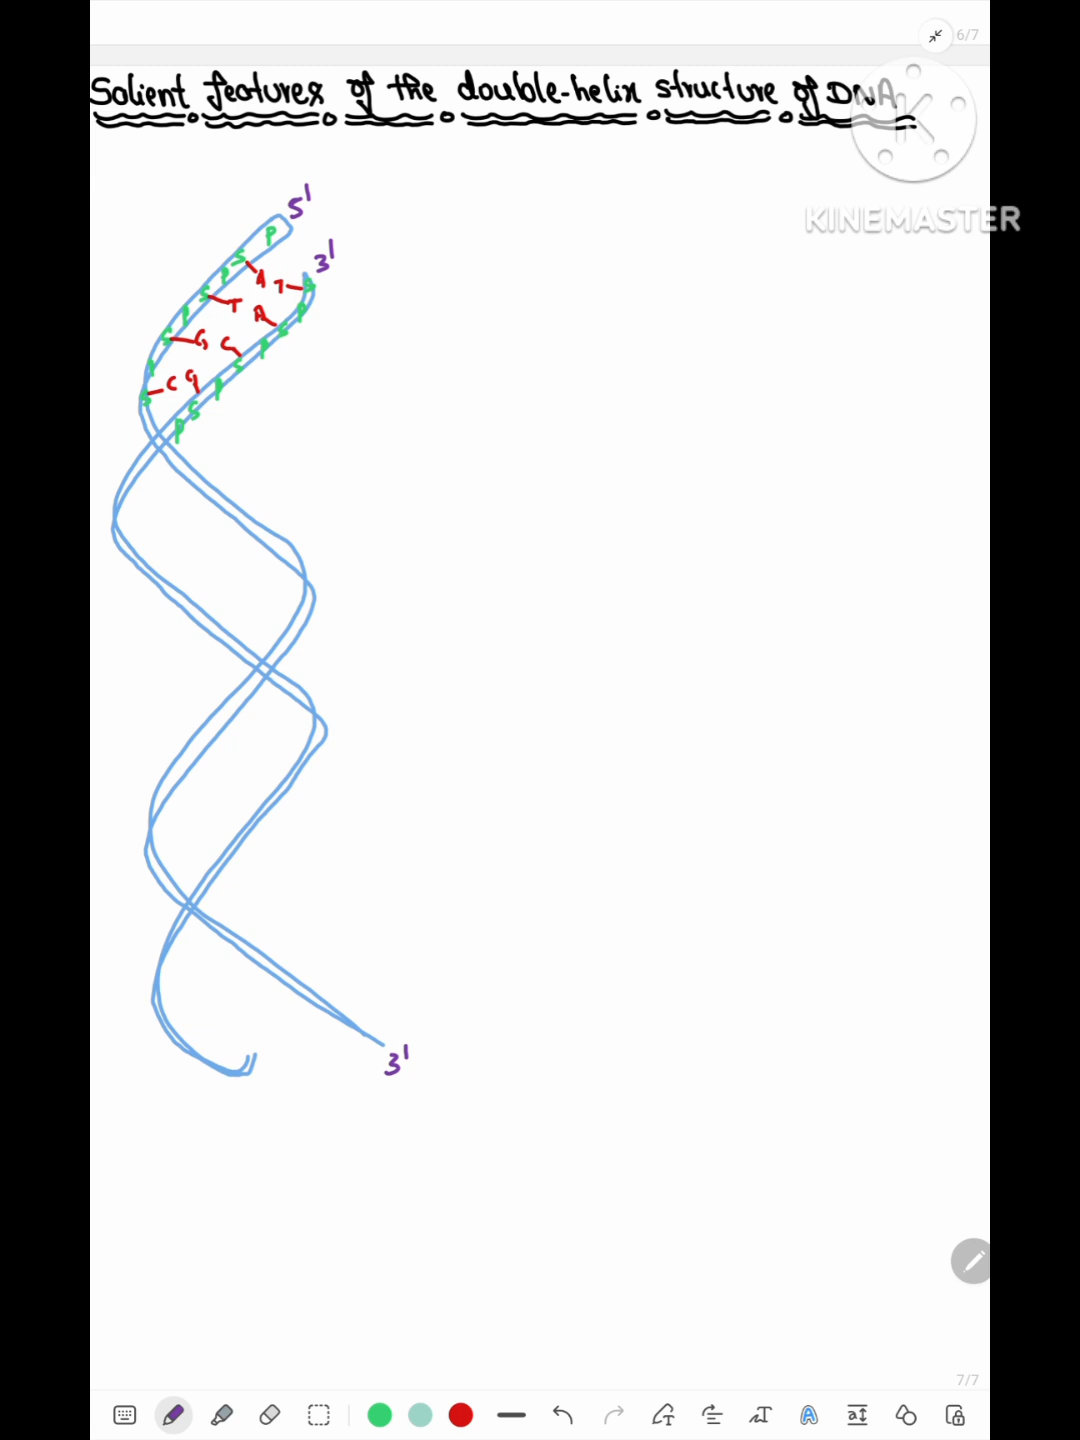 6/7
Salient features of the double-helix structure of DNA
K
KINEMASTER
5'
P
3'
S
P A T S
S T A P
P S
S G C P
P S
S C G P
S
P
3'
7/7